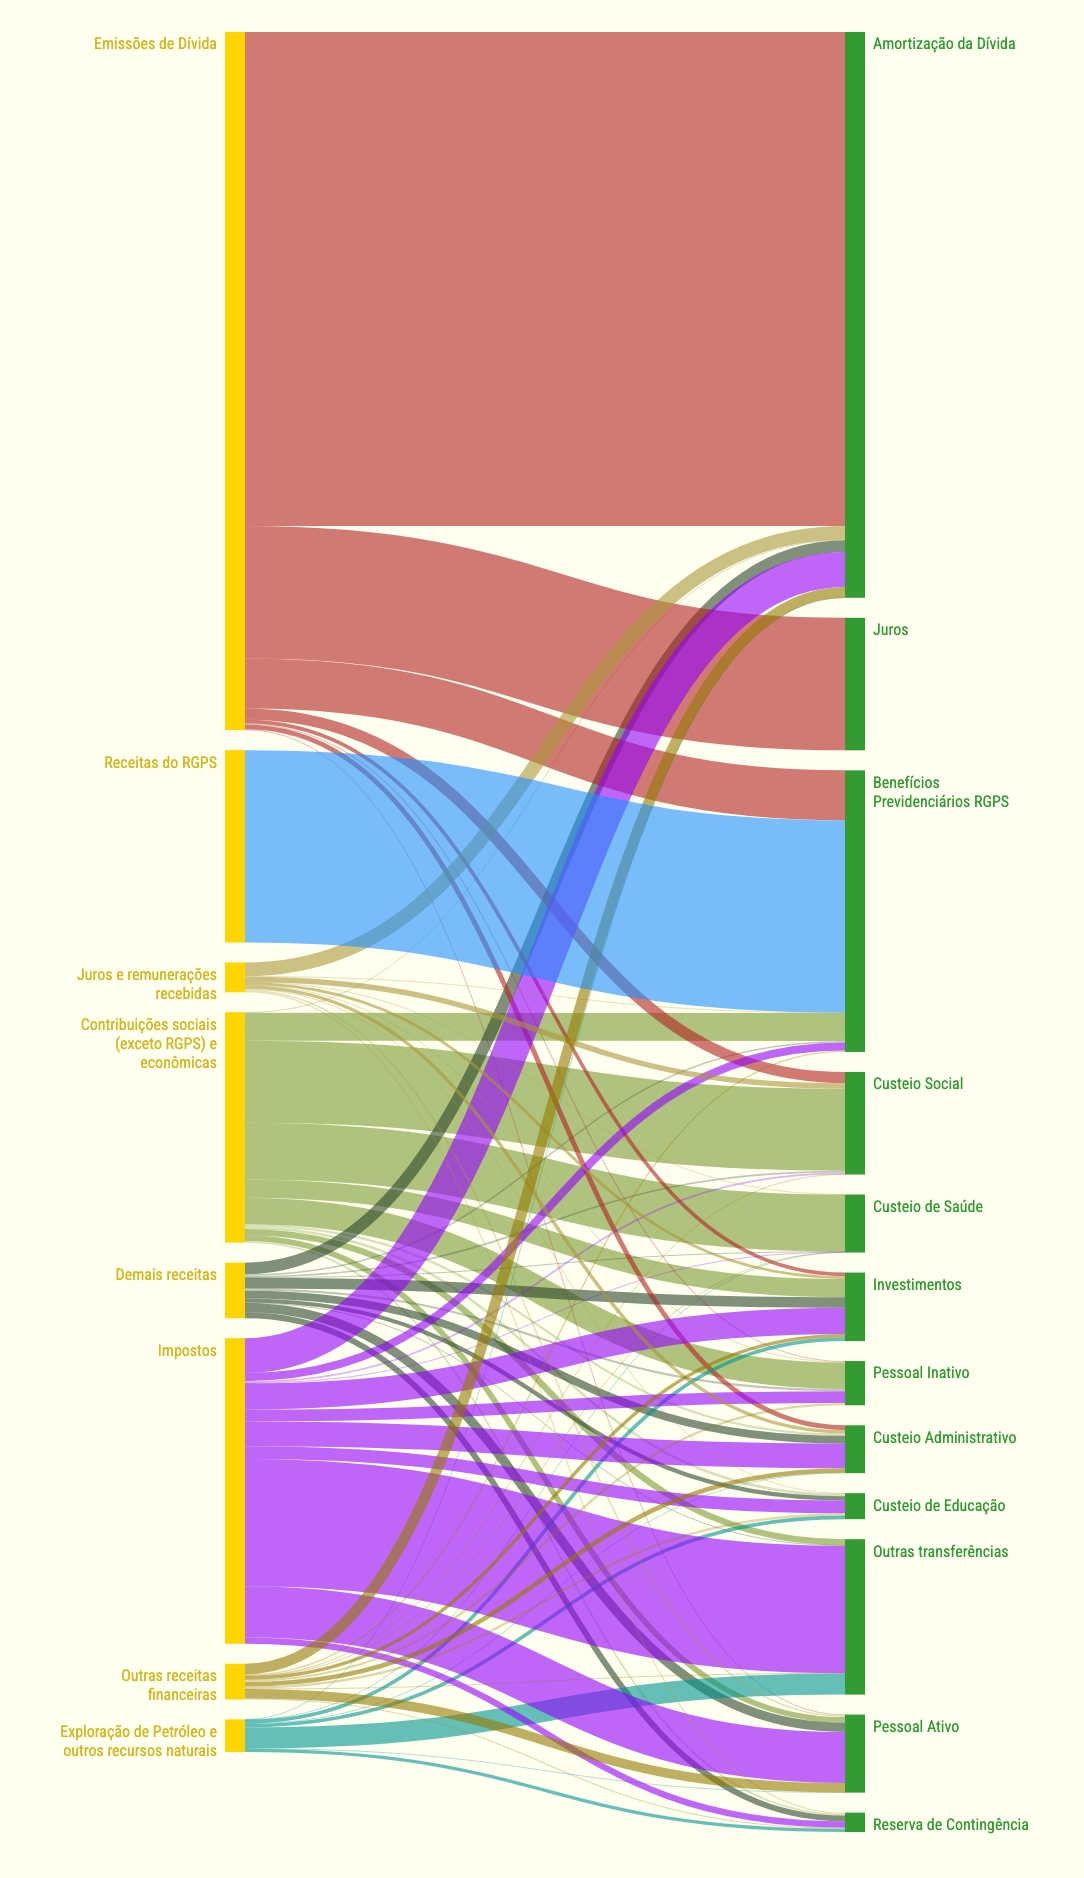 Emissões de Dívida
Receitas do RGPS
Juros e remunerações
recebidas
Contribuições sociais
(exceto RGPS) e
econômicas
Demais receitas
Impostos
Outras receitas
financeiras
Exploração de Petróleo e
outros recursos naturais
Amortização da Dívida
Juros
Benefícios
Previdenciários RGPS
Custeio Social
Custeio de Saúde
Investimentos
Pessoal Inativo
Custeio Administrativo
Custeio de Educação
Outras transferências
Pessoal Ativo
Reserva de Contingência